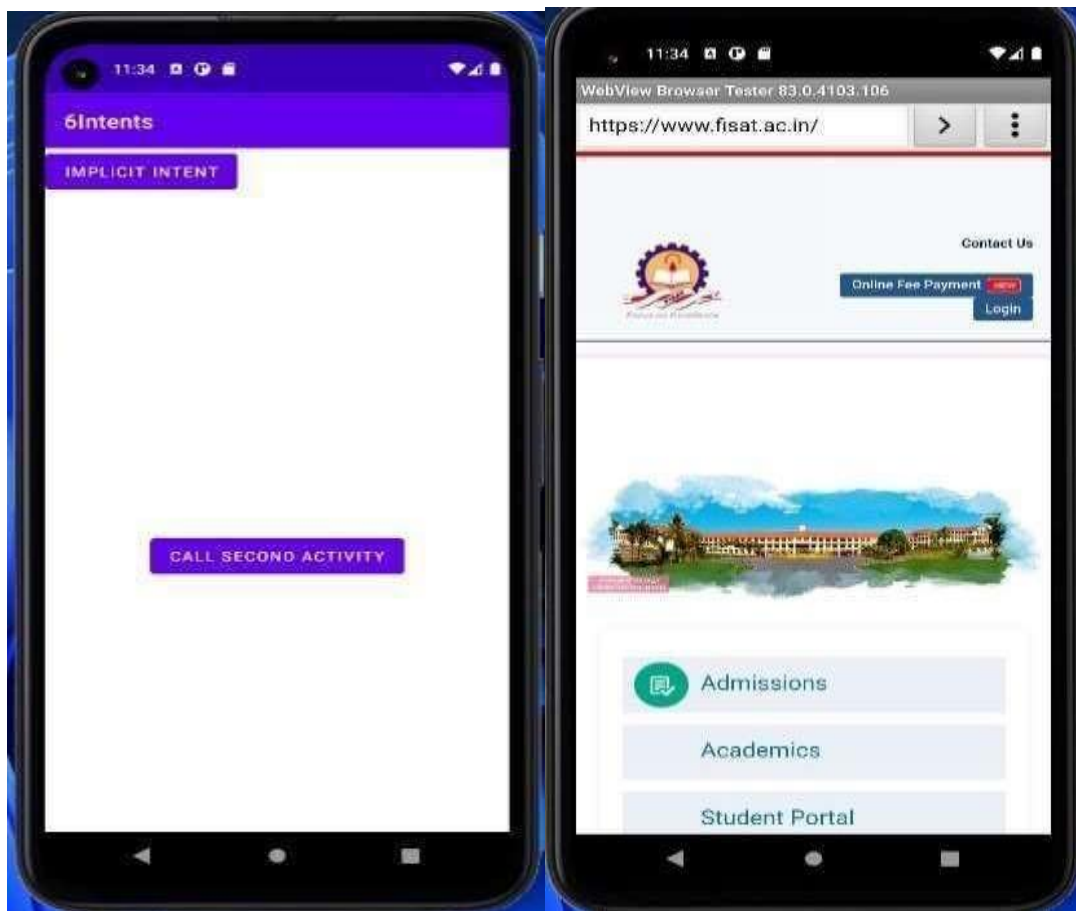 11:34
6Intents
IMPLICIT INTENT
CALL SECOND ACTIVITY
11:34
WebView Browser Tester 83.0.4103.106
https://www.fisat.ac.in/
Contact Us
Online Fee Payment NEW
Login
Admissions
Academics
Student Portal